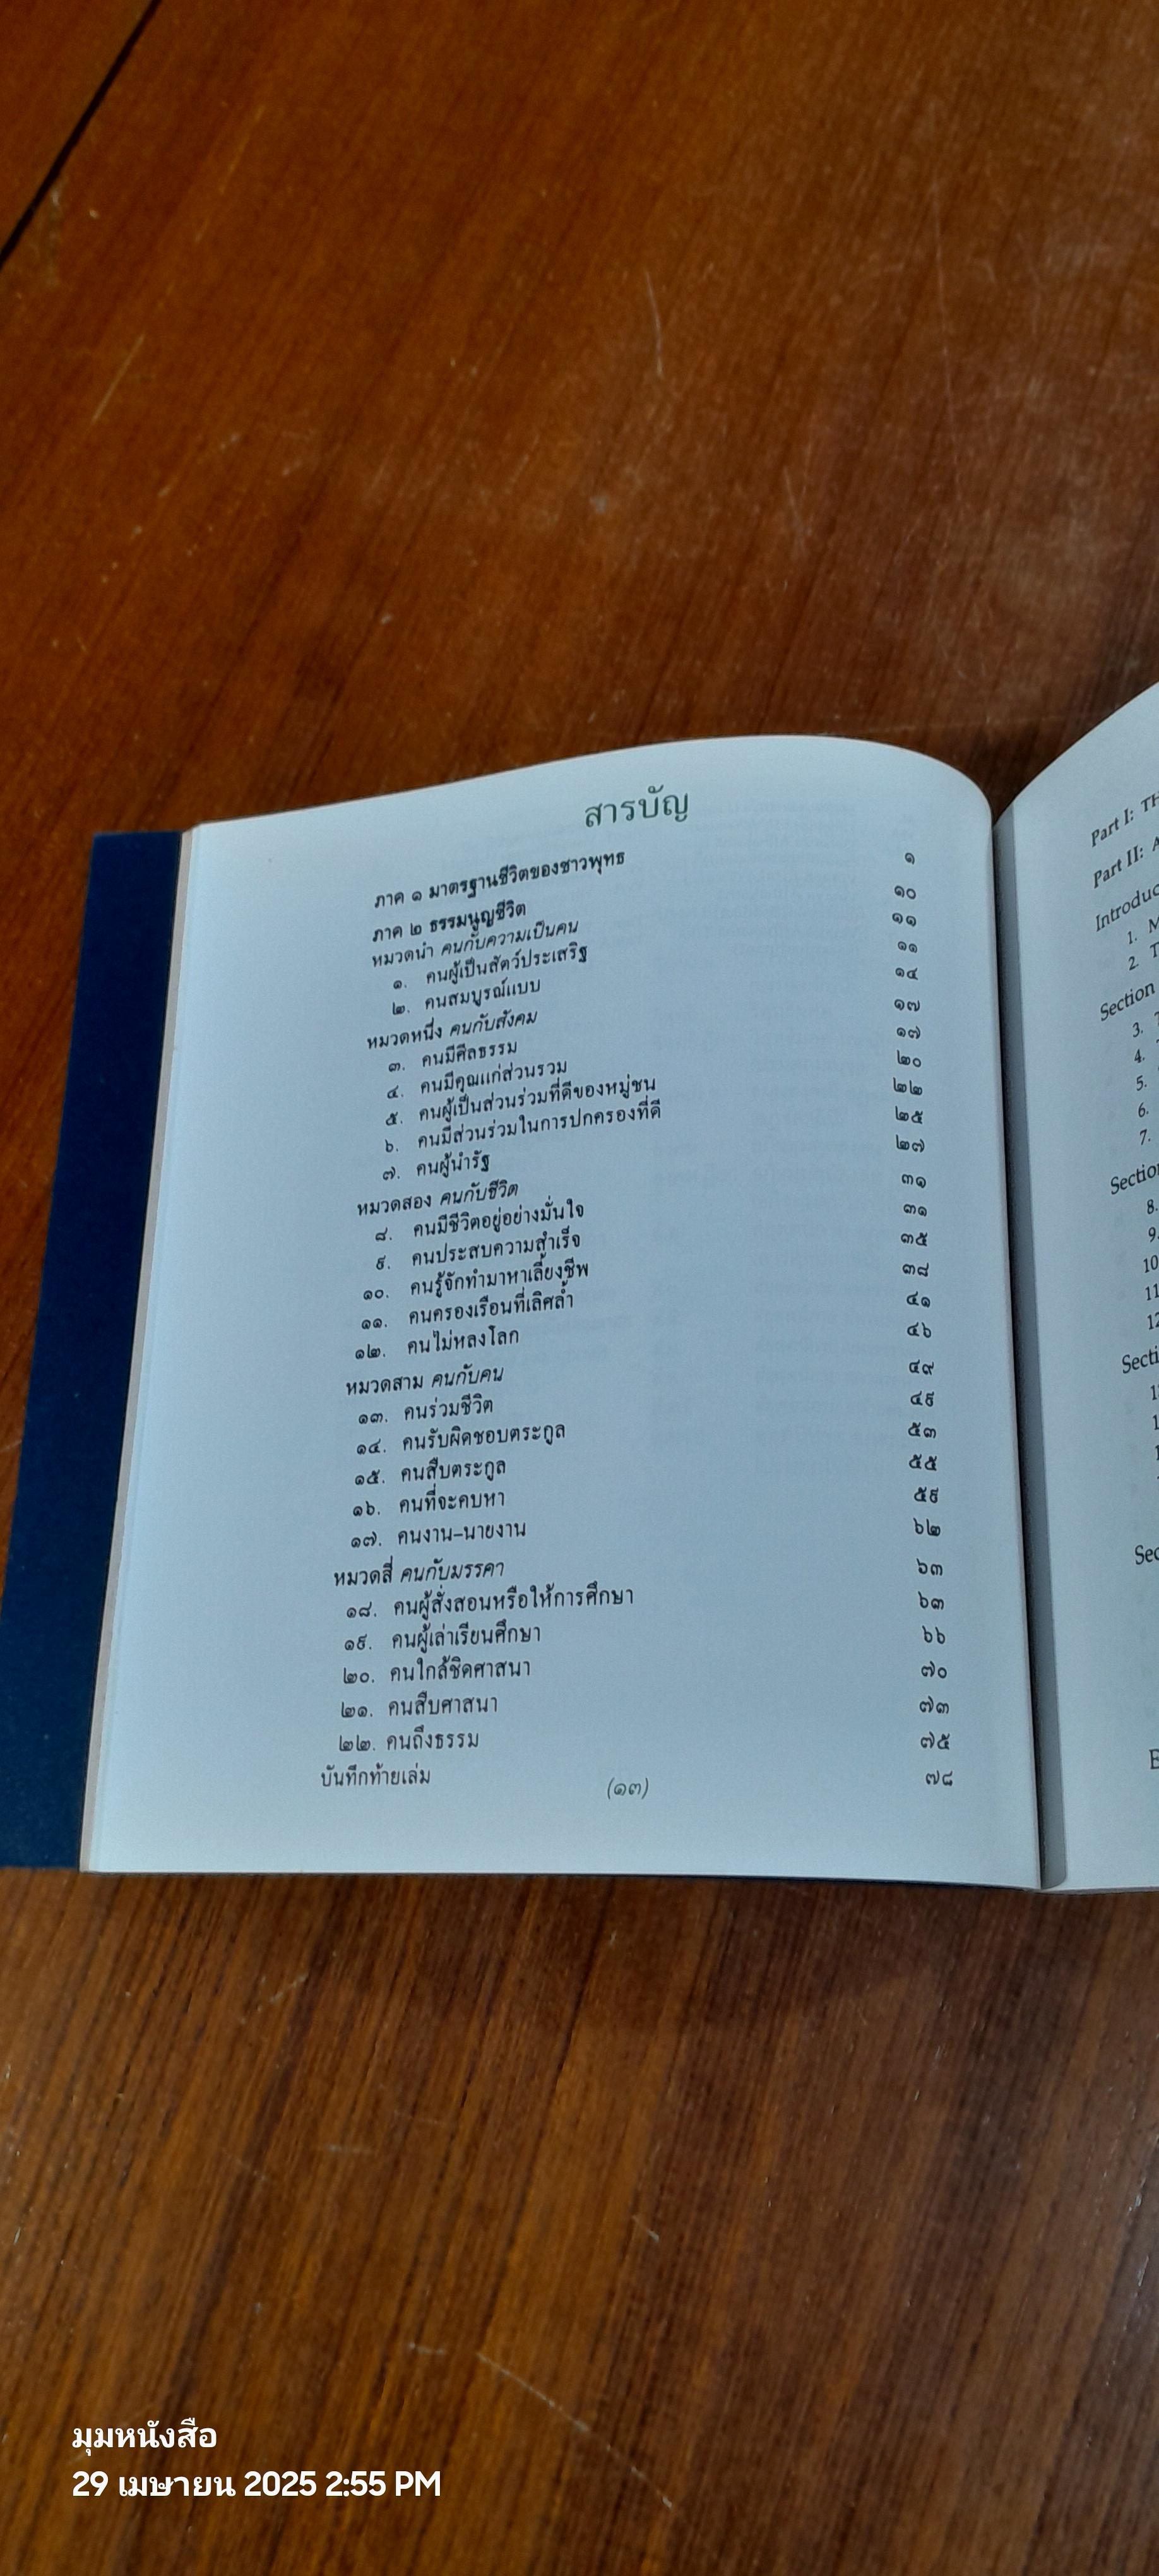 สารบัญ
ภาค ๑ มาตรฐานชีวิตของชาวพุทธ ๑
ภาค ๒ ธรรมนูญชีวิต ๑๐
หมวดนำ คนกับความเป็นคน ๑๑
๑. คนผู้เป็นสัตว์ประเสริฐ ๑๑
๒. คนสมบูรณ์แบบ ๑๔
หมวดหนึ่ง คนกับสังคม ๑๗
๓. คนมีศีลธรรม ๑๗
๔. คนมีคุณแก่ส่วนรวม ๒๐
๕. คนผู้เป็นส่วนร่วมที่ดีของหมู่ชน ๒๒
๖. คนมีส่วนร่วมในการปกครองที่ดี ๒๕
๗. คนผู้นำรัฐ ๒๗
หมวดสอง คนกับชีวิต ๓๑
๘. คนมีชีวิตอยู่อย่างมั่นใจ ๓๑
๙. คนประสบความสำเร็จ ๓๕
๑๐. คนรู้จักทำมาหาเลี้ยงชีพ ๓๘
๑๑. คนครองเรือนที่เลิศล้ำ ๔๑
๑๒. คนไม่หลงโลก ๔๖
หมวดสาม คนกับคน ๔๙
๑๓. คนร่วมชีวิต ๔๙
๑๔. คนรับผิดชอบตระกูล ๕๓
๑๕. คนสืบตระกูล ๕๕
๑๖. คนที่จะคบหา ๕๙
๑๗. คนงาน–นายงาน ๖๒
หมวดสี่ คนกับมรรคา ๖๓
๑๘. คนผู้สั่งสอนหรือให้การศึกษา ๖๓
๑๙. คนผู้เล่าเรียนศึกษา ๖๖
๒๐. คนใกล้ชิดศาสนา ๗๐
๒๑. คนสืบศาสนา ๗๓
๒๒. คนถึงธรรม ๗๕
บันทึกท้ายเล่ม ๗๘
(๑๓)
Part I:
Part II:
1.
2.
Section
3.
4.
5.
6.
7.
8.
9.
มุมหนังสือ
29 เมษายน 2025 2:55 PM